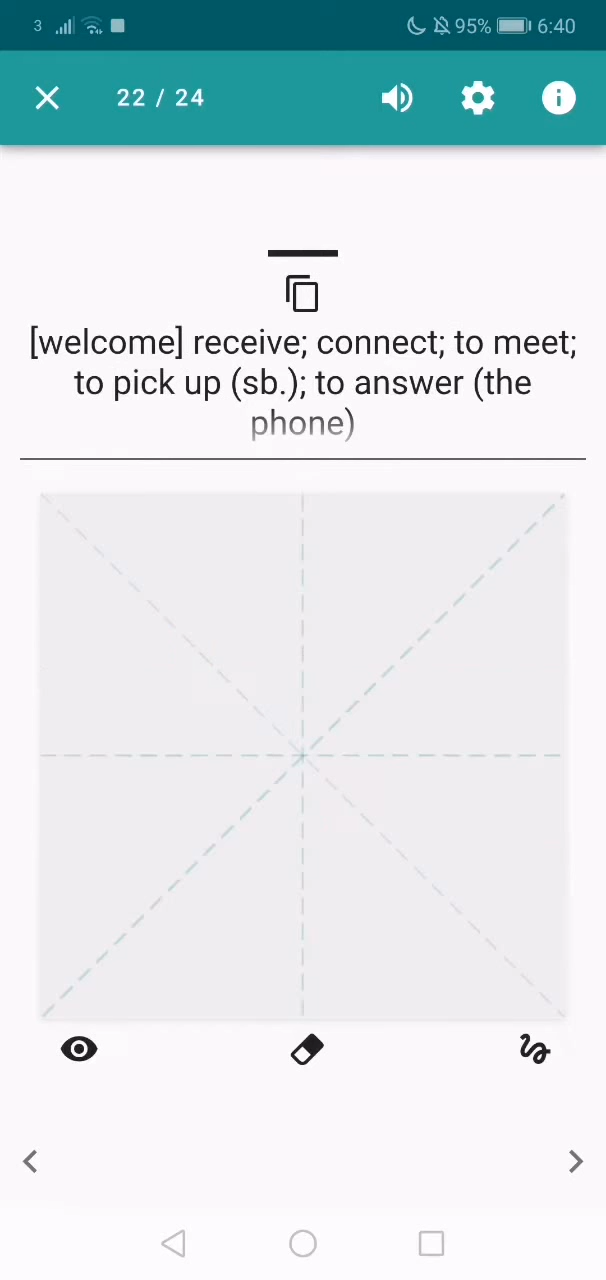 3 95% 6:40
22 / 24
[welcome] receive; connect; to meet;
to pick up (sb.); to answer (the
phone)